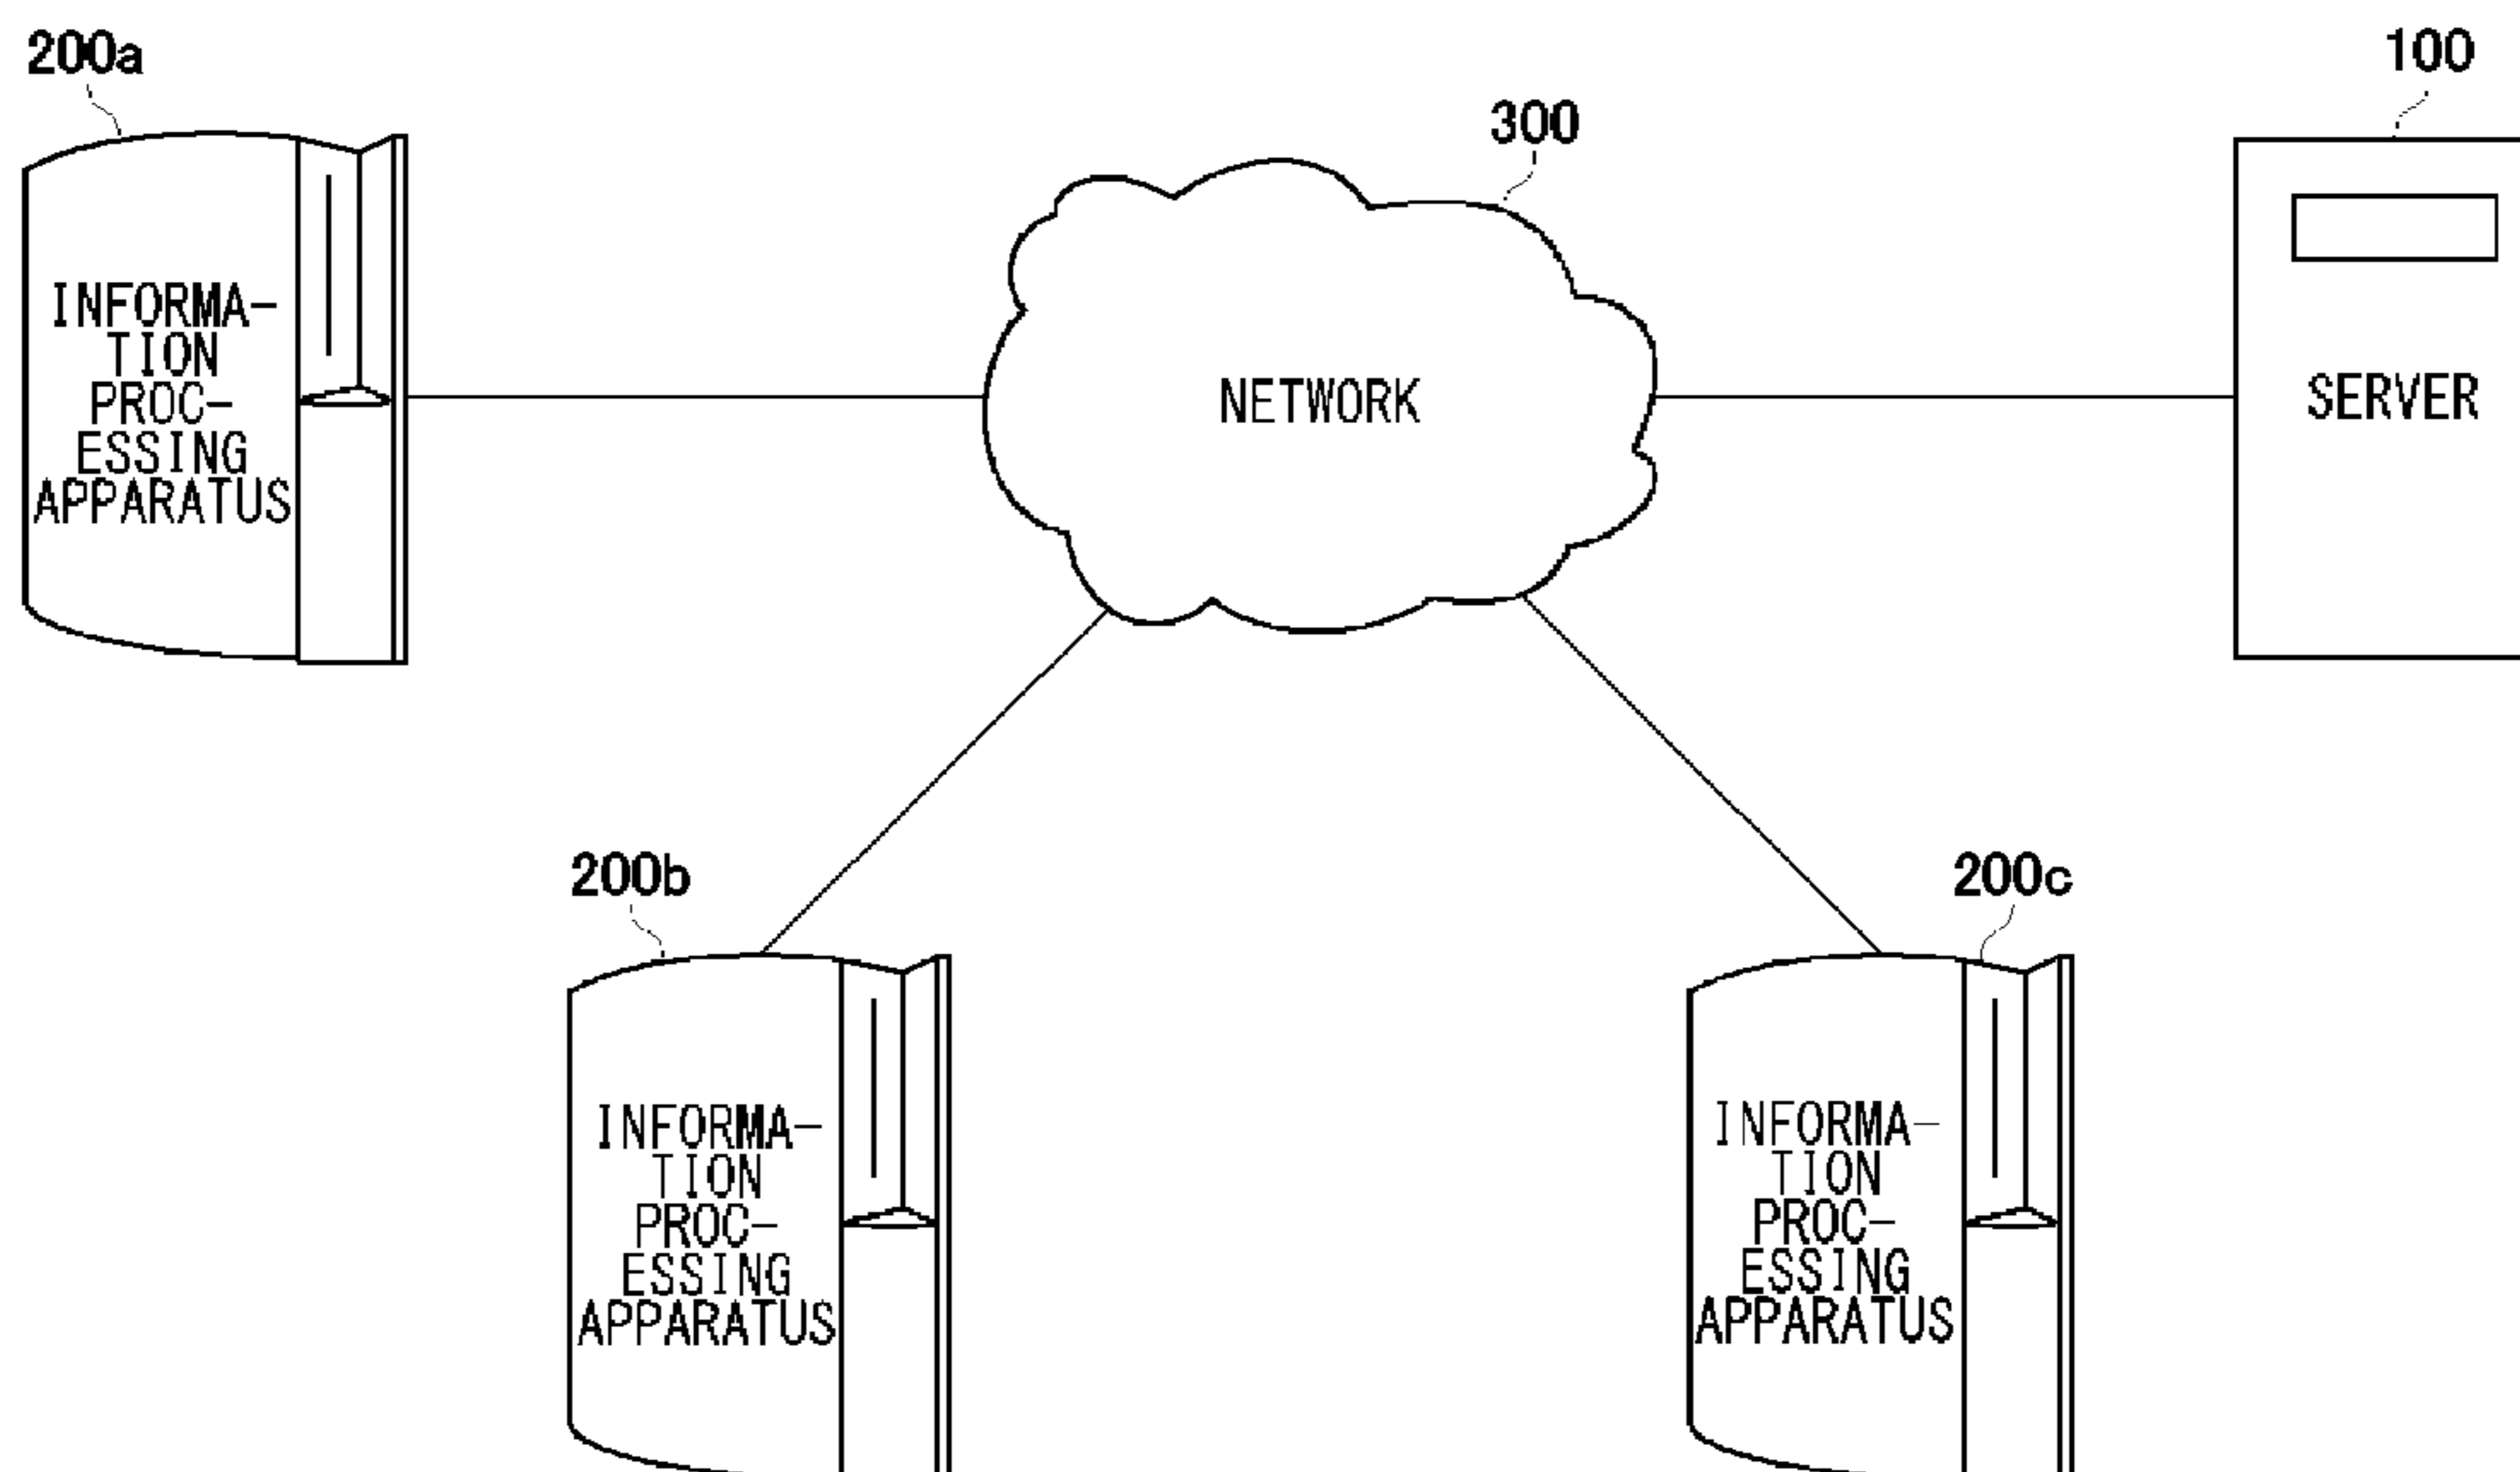 200a
100
300
INFORMA-
TION
PROC-
ESSING
APPARATUS
NETWORK
SERVER
200b
200c
INFORMA-
TION
PROC-
ESSING
APPARATUS
INFORMA-
TION
PROC-
ESSING
APPARATUS